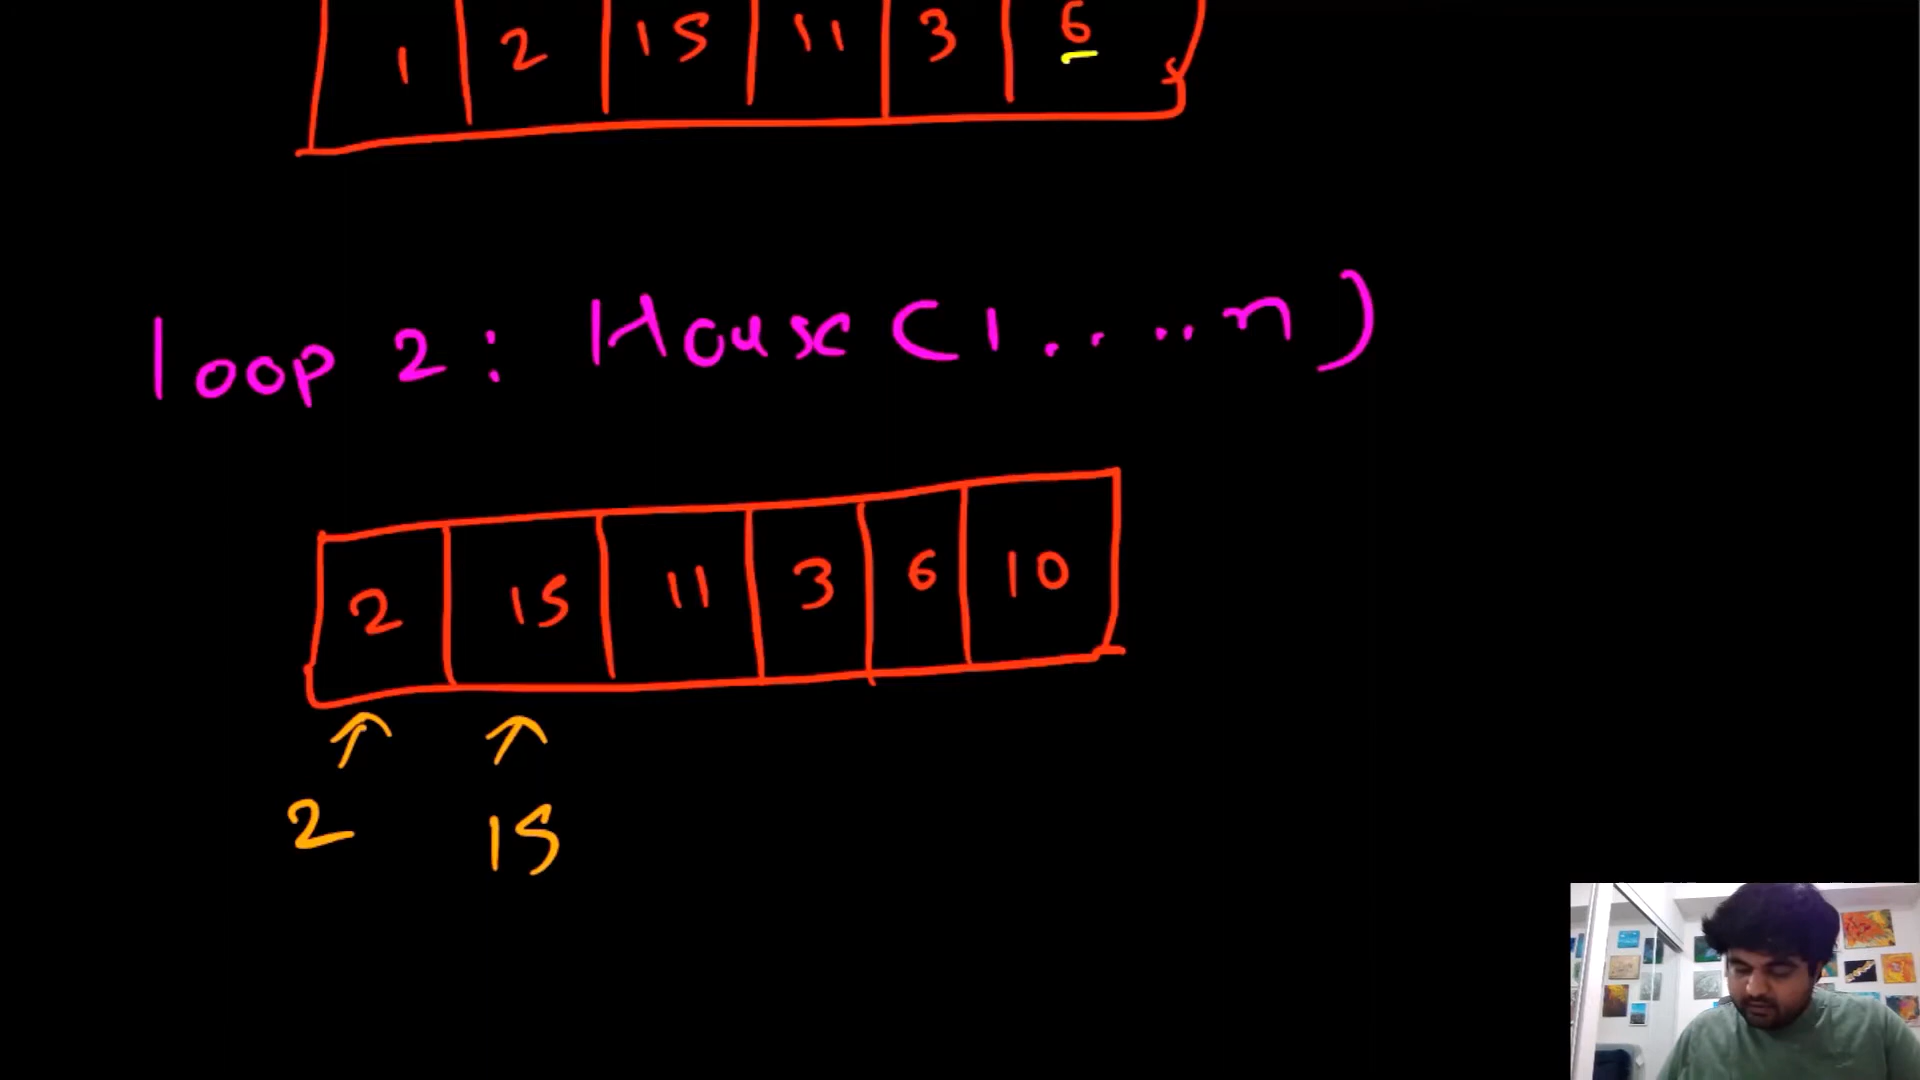 1 2 15 11 3 6
loop 2: House (1.....n)
2 15 11 3 6 10
2 15